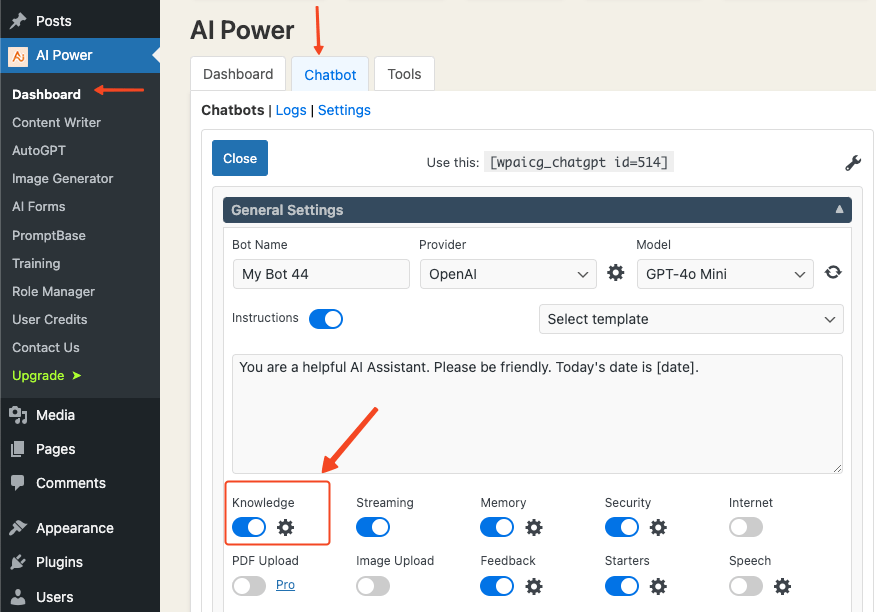 Posts
AI Power
Dashboard
Content Writer
AutoGPT
Image Generator
AI Forms
PromptBase
Training
Role Manager
User Credits
Contact Us
Upgrade ➤
Media
Pages
Comments
Appearance
Plugins
Users
AI Power
Dashboard Chatbot Tools
Chatbots | Logs | Settings
Close Use this: [wpaicg_chatgpt id=514]
General Settings ▲
Bot Name Provider Model
My Bot 44 OpenAI GPT-4o Mini
Instructions Select template
You are a helpful AI Assistant. Please be friendly. Today's date is [date].
Knowledge Streaming Memory Security Internet
PDF Upload Image Upload Feedback Starters Speech
Pro